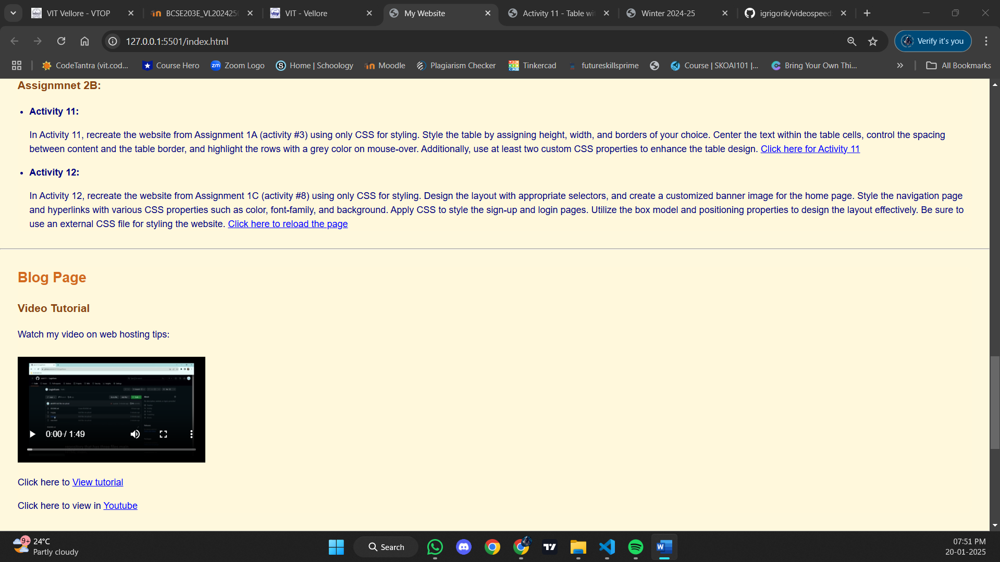 VIT Vellore - VTOP
BCSE203E_VL202425
VIT - Vellore
My Website
Activity 11 - Table wi
Winter 2024-25
igrigorik/videospeed
127.0.0.1:5501/index.html
Verify it's you
CodeTantra (vit.cod...
Course Hero
zm Zoom Logo
S Home | Schoology
Moodle
Plagiarism Checker
Tinkercad
futureskillsprime
Course | SKOAI101 |...
Bring Your Own Thi...
All Bookmarks
Assignmnet 2B:
• Activity 11:
In Activity 11, recreate the website from Assignment 1A (activity #3) using only CSS for styling. Style the table by assigning height, width, and borders of your choice. Center the text within the table cells, control the spacing
between content and the table border, and highlight the rows with a grey color on mouse-over. Additionally, use at least two custom CSS properties to enhance the table design. Click here for Activity 11
• Activity 12:
In Activity 12, recreate the website from Assignment 1C (activity #8) using only CSS for styling. Design the layout with appropriate selectors, and create a customized banner image for the home page. Style the navigation page
and hyperlinks with various CSS properties such as color, font-family, and background. Apply CSS to style the sign-up and login pages. Utilize the box model and positioning properties to design the layout effectively. Be sure to
use an external CSS file for styling the website. Click here to reload the page
Blog Page
Video Tutorial
Watch my video on web hosting tips:
0:00 / 1:49
Click here to View tutorial
Click here to view in Youtube
9+
24°C
Partly cloudy
Search
07:51 PM
20-01-2025